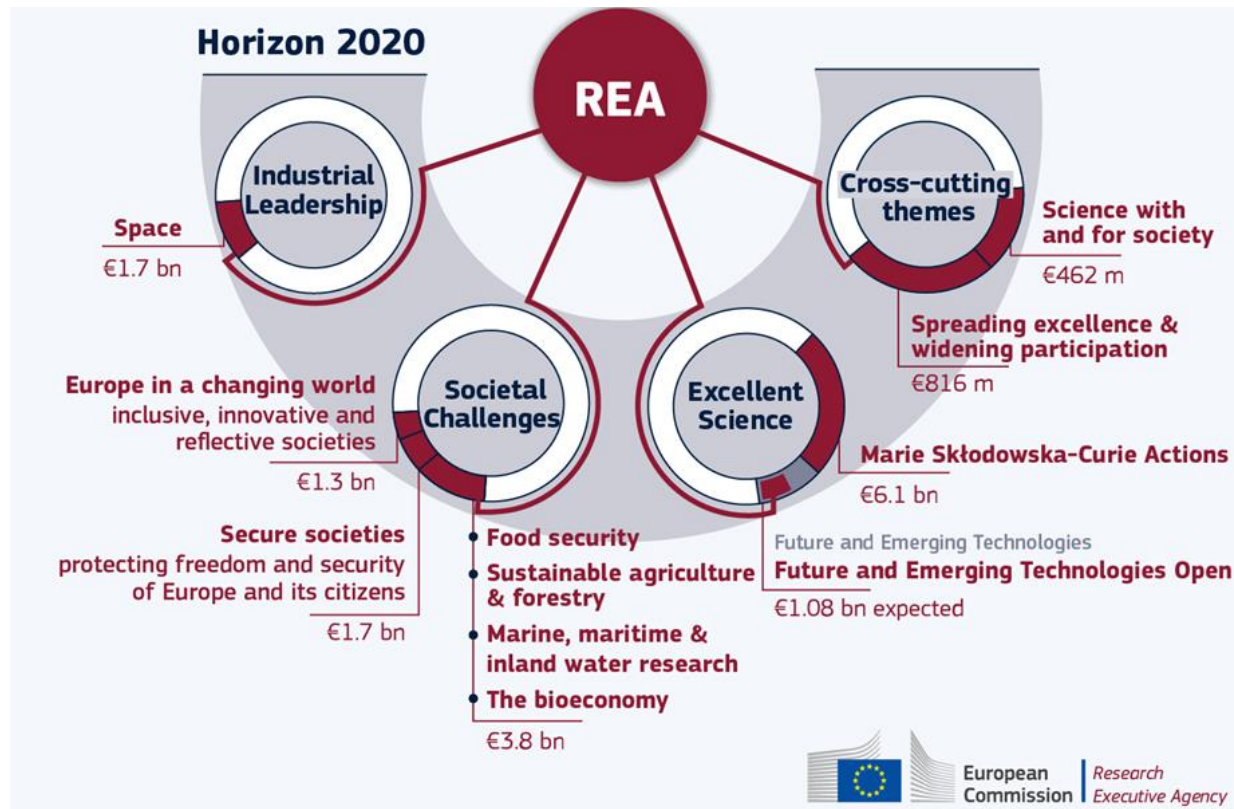 Horizon 2020
REA
Industrial
Leadership
Space
€1.7 bn
Cross-cutting
themes
Science with
and for society
€462 m
Spreading excellence &
widening participation
€816 m
Societal
Challenges
Europe in a changing world
inclusive, innovative and
reflective societies
€1.3 bn
Secure societies
protecting freedom and security
of Europe and its citizens
€1.7 bn
• Food security
• Sustainable agriculture
& forestry
• Marine, maritime &
inland water research
• The bioeconomy
€3.8 bn
Excellent
Science
Marie Skłodowska-Curie Actions
€6.1 bn
Future and Emerging Technologies
Future and Emerging Technologies Open
€1.08 bn expected
European
Commission
Research
Executive Agency